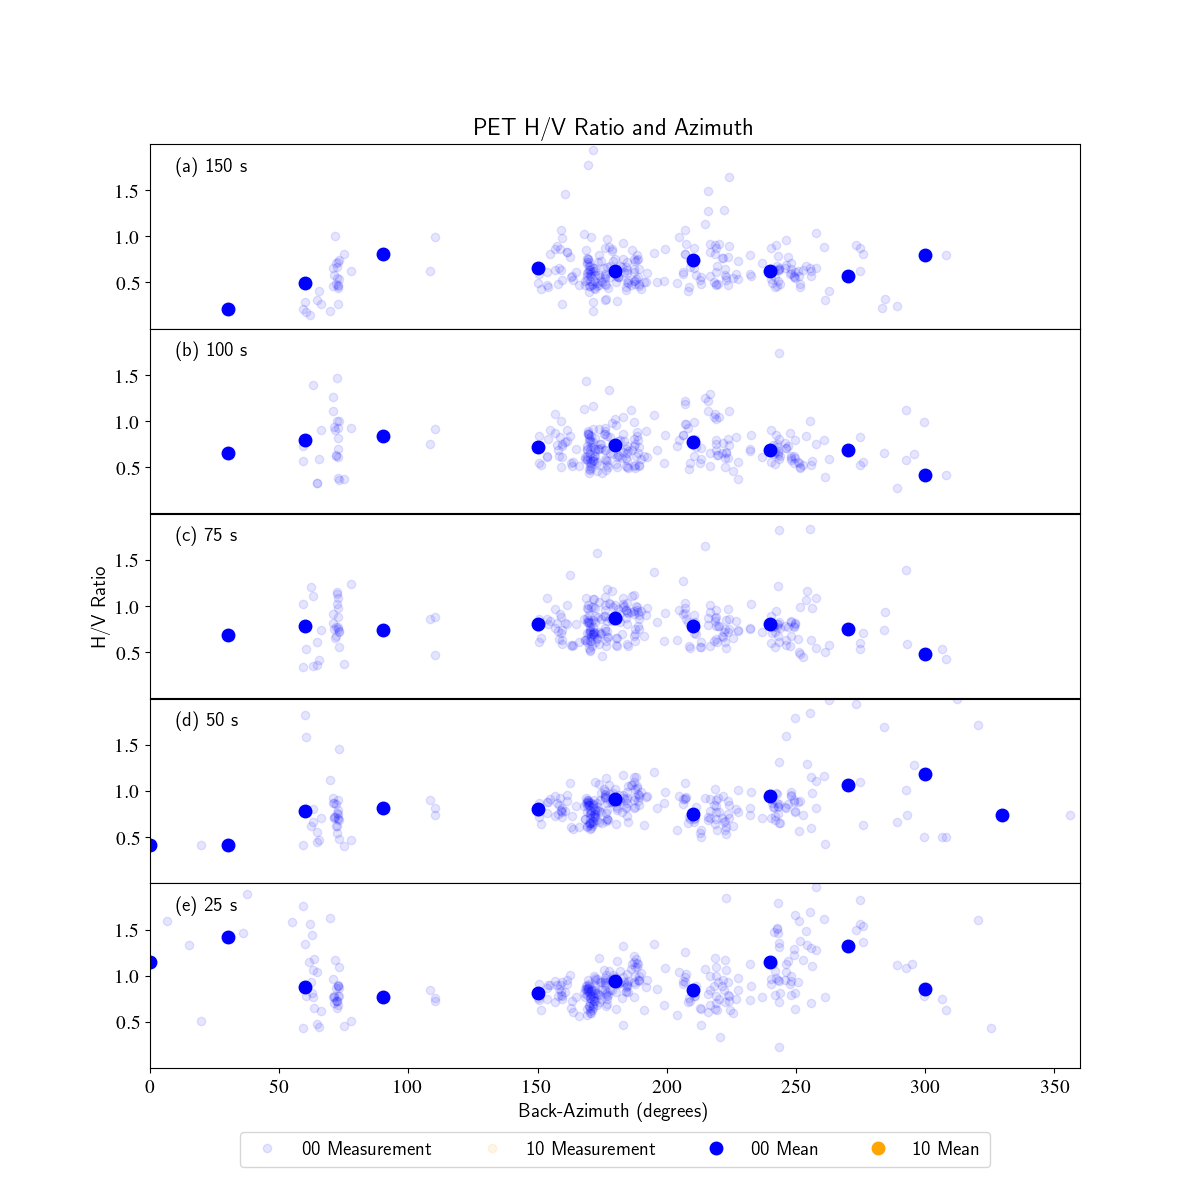 PET H/V Ratio and Azimuth
(a) 150 s
1.5
1.0
0.5
(b) 100 s
1.5
1.0
0.5
(c) 75 s
1.5
1.0
0.5
H/V Ratio
(d) 50 s
1.5
1.0
0.5
(e) 25 s
1.5
1.0
0.5
0 50 100 150 200 250 300 350
Back-Azimuth (degrees)
00 Measurement 10 Measurement 00 Mean 10 Mean